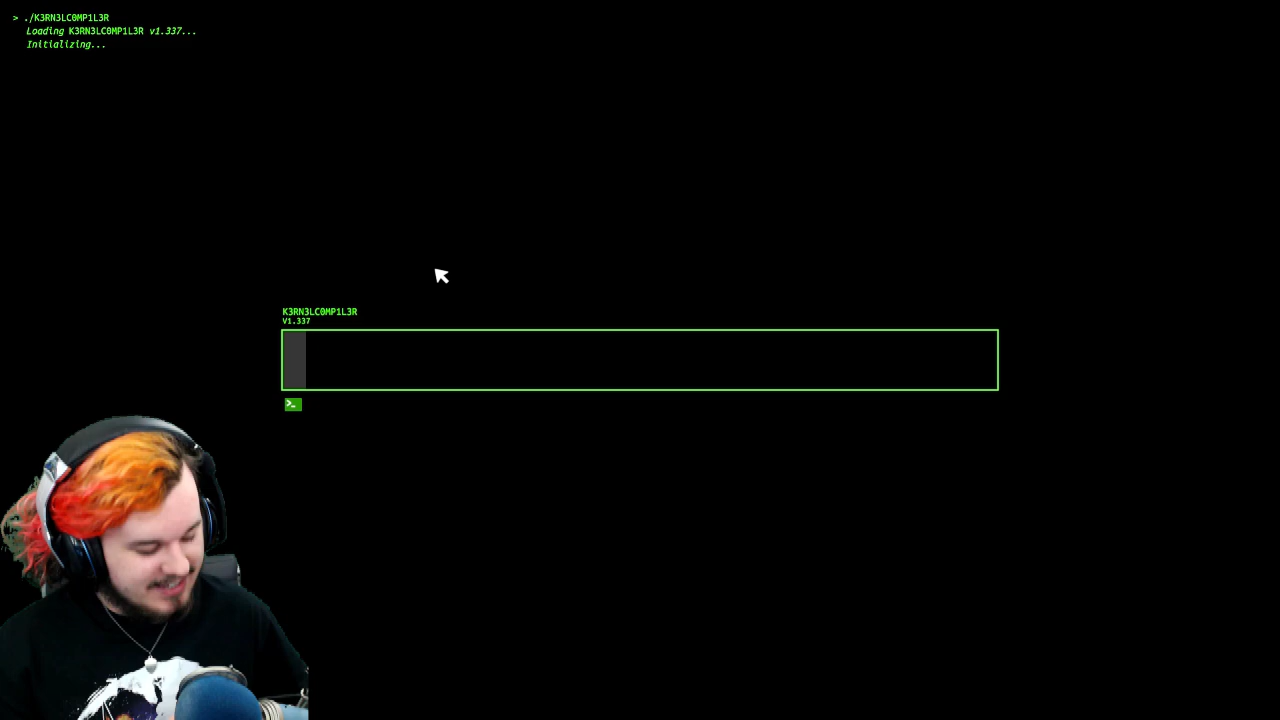 > ./K3RN3LC0MP1L3R
Loading K3RN3LC0MP1L3R v1.337...
Initializing...
K3RN3LC0MP1L3R
V1.337
>_